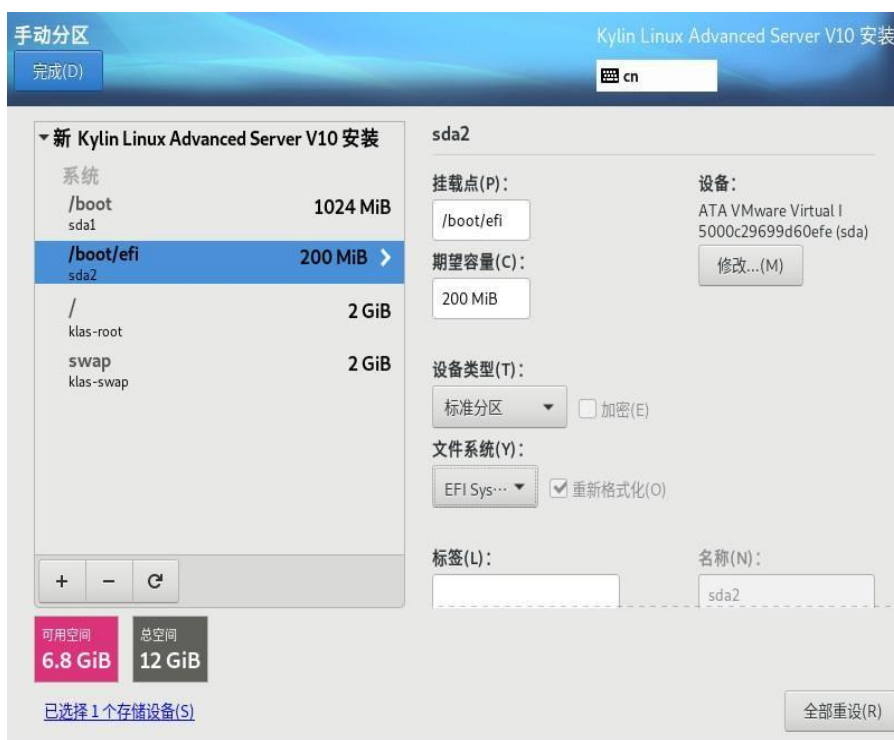 手动分区
Kylin Linux Advanced Server V10 安装
完成(D)
cn
新 Kylin Linux Advanced Server V10 安装
系统
/boot
1024 MiB
sda1
/boot/efi
200 MiB
sda2
/
2 GiB
klas-root
swap
2 GiB
klas-swap
+ −
可用空间
6.8 GiB
总空间
12 GiB
已选择 1 个存储设备(S)
sda2
挂载点(P):
/boot/efi
设备:
ATA VMware Virtual I
5000c29699d60efe (sda)
修改...(M)
期望容量(C):
200 MiB
设备类型(T):
标准分区
加密(E)
文件系统(Y):
EFI Sys···
重新格式化(O)
标签(L):
名称(N):
sda2
全部重设(R)